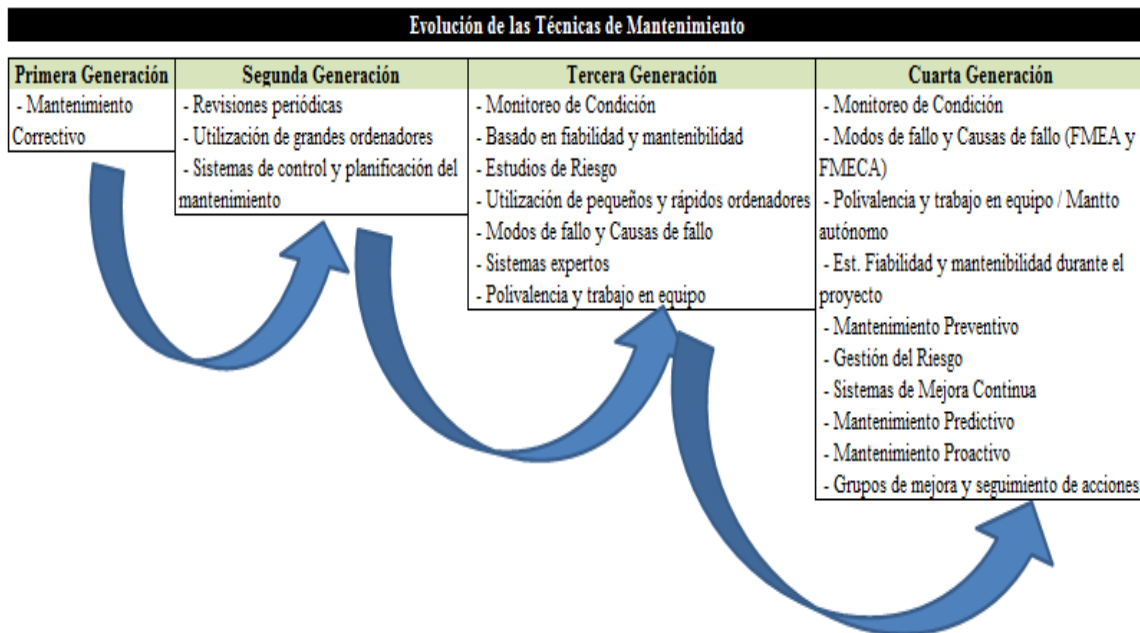 Evolución de las Técnicas de Mantenimiento
Primera Generación
- Mantenimiento
Correctivo
Segunda Generación
- Revisiones periódicas
- Utilización de grandes ordenadores
- Sistemas de control y planificación del
mantenimiento
Tercera Generación
- Monitoreo de Condición
- Basado en fiabilidad y mantenibilidad
- Estudios de Riesgo
- Utilización de pequeños y rápidos ordenadores
- Modos de fallo y Causas de fallo
- Sistemas expertos
- Polivalencia y trabajo en equipo
Cuarta Generación
- Monitoreo de Condición
- Modos de fallo y Causas de fallo (FMEA y
FMECA)
- Polivalencia y trabajo en equipo / Mantto
autónomo
- Est. Fiabilidad y mantenibilidad durante el
proyecto
- Mantenimiento Preventivo
- Gestión del Riesgo
- Sistemas de Mejora Continua
- Mantenimiento Predictivo
- Mantenimiento Proactivo
- Grupos de mejora y seguimiento de acciones